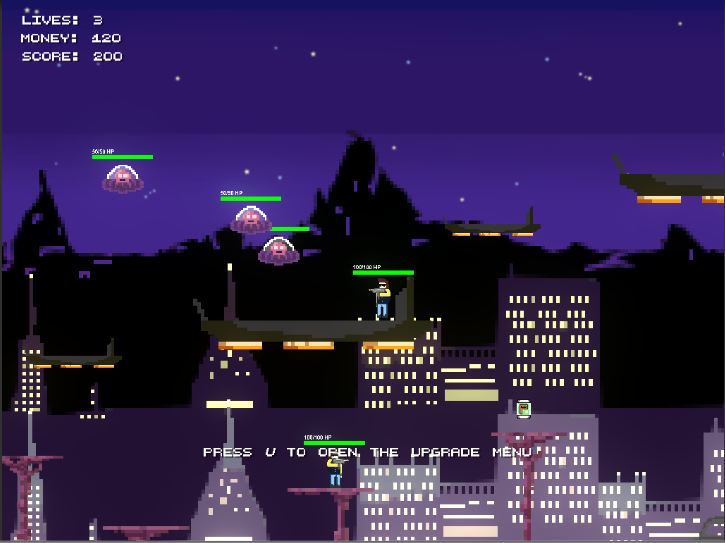 LIVES: 3
MONEY: 120
SCORE: 200
50/50 HP
50/50 HP
100/100 HP
100/100 HP
PRESS U TO OPEN THE UPGRADE MENU